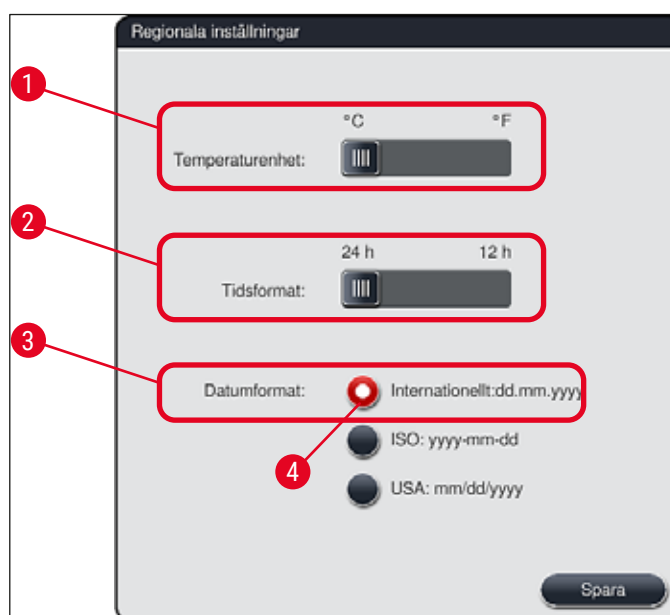 Regionala inställningar
1
°C °F
Temperaturenhet:
2
24 h 12 h
Tidsformat:
3
Datumformat: Internationellt:dd.mm.yyyy
4
ISO: yyyy-mm-dd
USA: mm/dd/yyyy
Spara